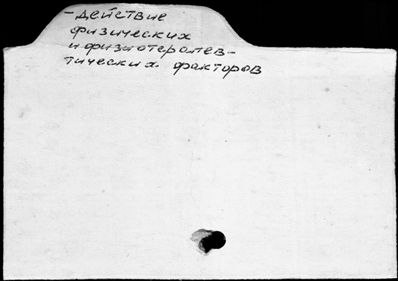 -действие
физических
и физиотерапев-
тических факторов